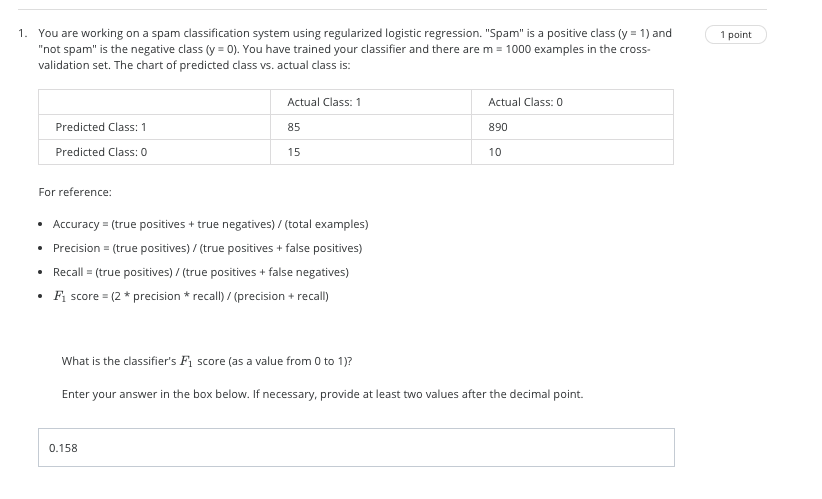 1. You are working on a spam classification system using regularized logistic regression. "Spam" is a positive class (y = 1) and
1 point
"not spam" is the negative class (y = 0). You have trained your classifier and there are m = 1000 examples in the cross-
validation set. The chart of predicted class vs. actual class is:
Actual Class: 1 Actual Class: 0
Predicted Class: 1 85 890
Predicted Class: 0 15 10
For reference:
• Accuracy = (true positives + true negatives) / (total examples)
• Precision = (true positives) / (true positives + false positives)
• Recall = (true positives) / (true positives + false negatives)
• F₁ score = (2 * precision * recall) / (precision + recall)
What is the classifier's F₁ score (as a value from 0 to 1)?
Enter your answer in the box below. If necessary, provide at least two values after the decimal point.
0.158